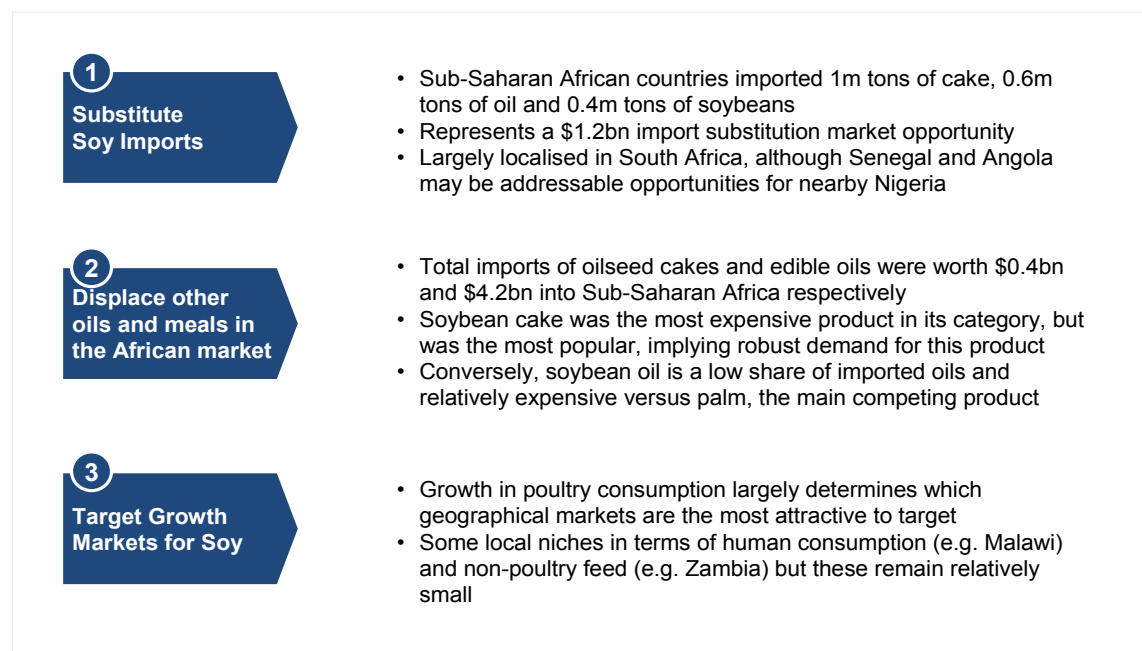 1
Substitute
Soy Imports
• Sub-Saharan African countries imported 1m tons of cake, 0.6m
tons of oil and 0.4m tons of soybeans
• Represents a $1.2bn import substitution market opportunity
• Largely localised in South Africa, although Senegal and Angola
may be addressable opportunities for nearby Nigeria
2
Displace other
oils and meals in
the African market
• Total imports of oilseed cakes and edible oils were worth $0.4bn
and $4.2bn into Sub-Saharan Africa respectively
• Soybean cake was the most expensive product in its category, but
was the most popular, implying robust demand for this product
• Conversely, soybean oil is a low share of imported oils and
relatively expensive versus palm, the main competing product
3
Target Growth
Markets for Soy
• Growth in poultry consumption largely determines which
geographical markets are the most attractive to target
• Some local niches in terms of human consumption (e.g. Malawi)
and non-poultry feed (e.g. Zambia) but these remain relatively
small